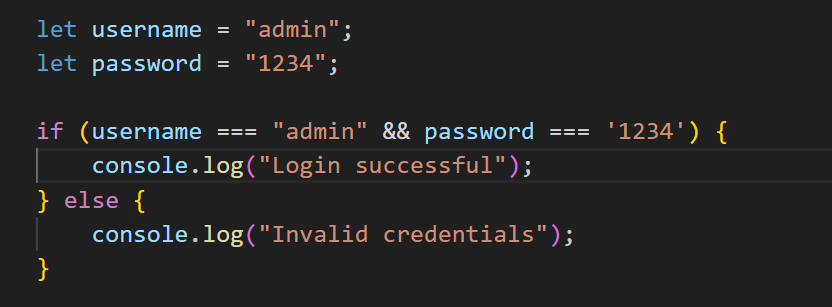 let username = "admin";
let password = "1234";

if (username === "admin" && password === '1234') {
    console.log("Login successful");
} else {
    console.log("Invalid credentials");
}